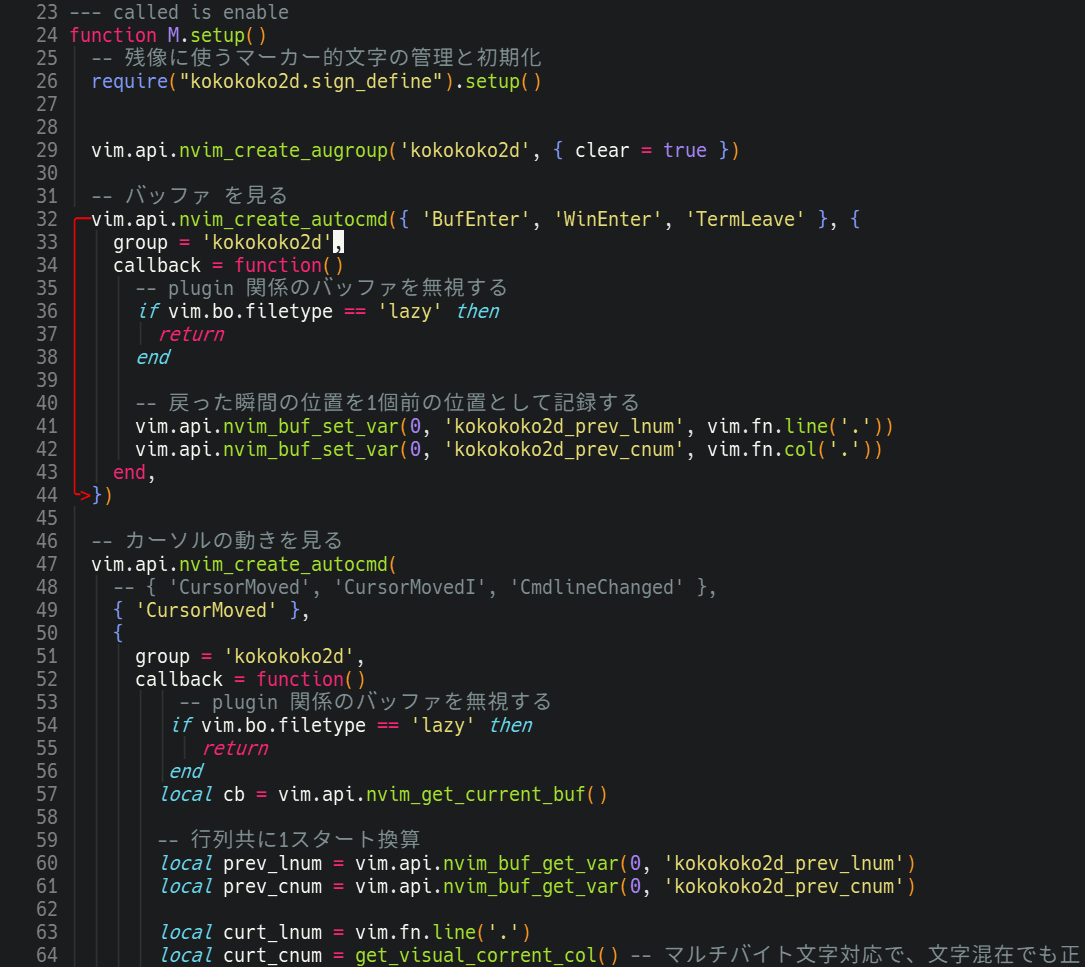 23 --- called is enable
24 function M.setup()
25 -- 残像に使うマーカー的文字の管理と初期化
26 require("kokokoko2d.sign_define").setup()
27
28
29 vim.api.nvim_create_augroup('kokokoko2d', { clear = true })
30
31 -- バッファ を見る
32 vim.api.nvim_create_autocmd({ 'BufEnter', 'WinEnter', 'TermLeave' }, {
33 group = 'kokokoko2d',
34 callback = function()
35 -- plugin 関係のバッファを無視する
36 if vim.bo.filetype == 'lazy' then
37 return
38 end
39
40 -- 戻った瞬間の位置を1個前の位置として記録する
41 vim.api.nvim_buf_set_var(0, 'kokokoko2d_prev_lnum', vim.fn.line('.'))
42 vim.api.nvim_buf_set_var(0, 'kokokoko2d_prev_cnum', vim.fn.col('.'))
43 end,
44 })
45
46 -- カーソルの動きを見る
47 vim.api.nvim_create_autocmd(
48 -- { 'CursorMoved', 'CursorMovedI', 'CmdlineChanged' },
49 { 'CursorMoved' },
50 {
51 group = 'kokokoko2d',
52 callback = function()
53 -- plugin 関係のバッファを無視する
54 if vim.bo.filetype == 'lazy' then
55 return
56 end
57 local cb = vim.api.nvim_get_current_buf()
58
59 -- 行列共に1スタート換算
60 local prev_lnum = vim.api.nvim_buf_get_var(0, 'kokokoko2d_prev_lnum')
61 local prev_cnum = vim.api.nvim_buf_get_var(0, 'kokokoko2d_prev_cnum')
62
63 local curt_lnum = vim.fn.line('.')
64 local curt_cnum = get_visual_corrent_col() -- マルチバイト文字対応で、文字混在でも正